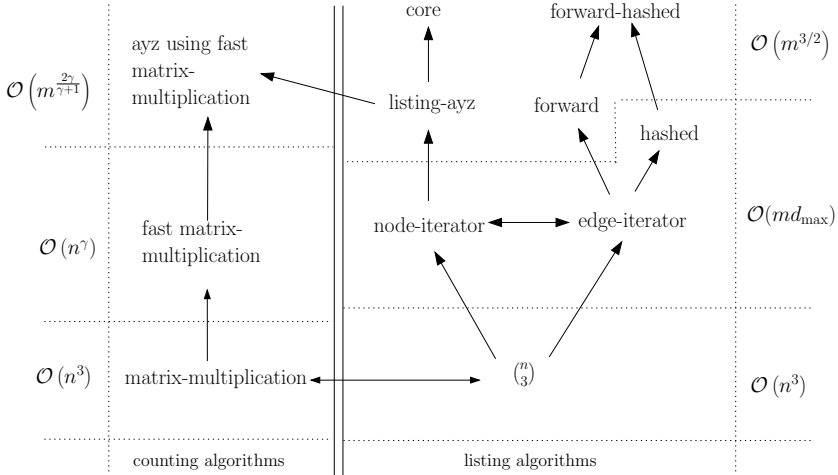 core
forward-hashed
ayz using fast
matrix-
multiplication
𝒪(m^{2γ/(γ+1)})
𝒪(m^{3/2})
listing-ayz
forward
hashed
fast matrix-
multiplication
𝒪(n^γ)
node-iterator
edge-iterator
𝒪(md_max)
𝒪(n^3)
matrix-multiplication
(n 3)
𝒪(n^3)
counting algorithms
listing algorithms